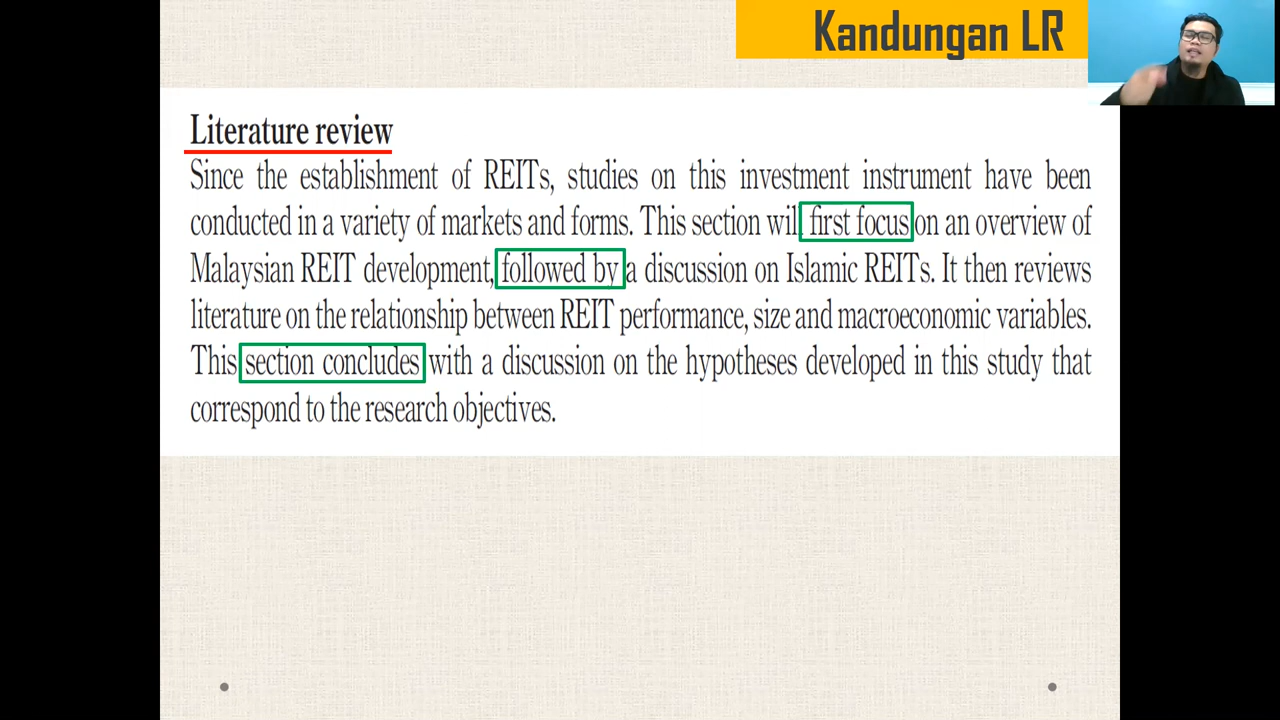 Kandungan LR
Literature review
Since the establishment of REITs, studies on this investment instrument have been
conducted in a variety of markets and forms. This section will first focus on an overview of
Malaysian REIT development, followed by a discussion on Islamic REITs. It then reviews
literature on the relationship between REIT performance, size and macroeconomic variables.
This section concludes with a discussion on the hypotheses developed in this study that
correspond to the research objectives.